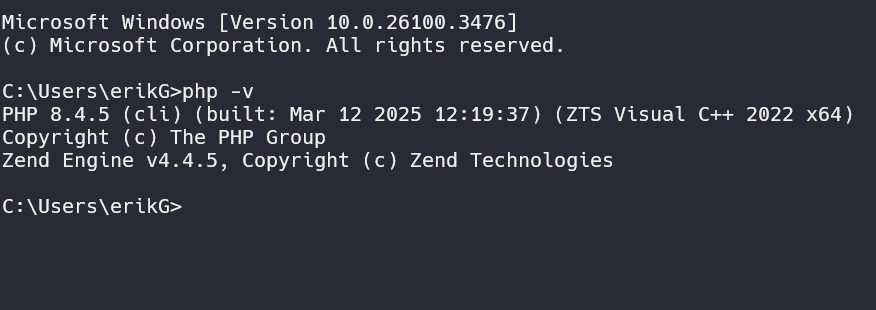 Microsoft Windows [Version 10.0.26100.3476]
(c) Microsoft Corporation. All rights reserved.
C:\Users\erikG>php -v
PHP 8.4.5 (cli) (built: Mar 12 2025 12:19:37) (ZTS Visual C++ 2022 x64)
Copyright (c) The PHP Group
Zend Engine v4.4.5, Copyright (c) Zend Technologies
C:\Users\erikG>